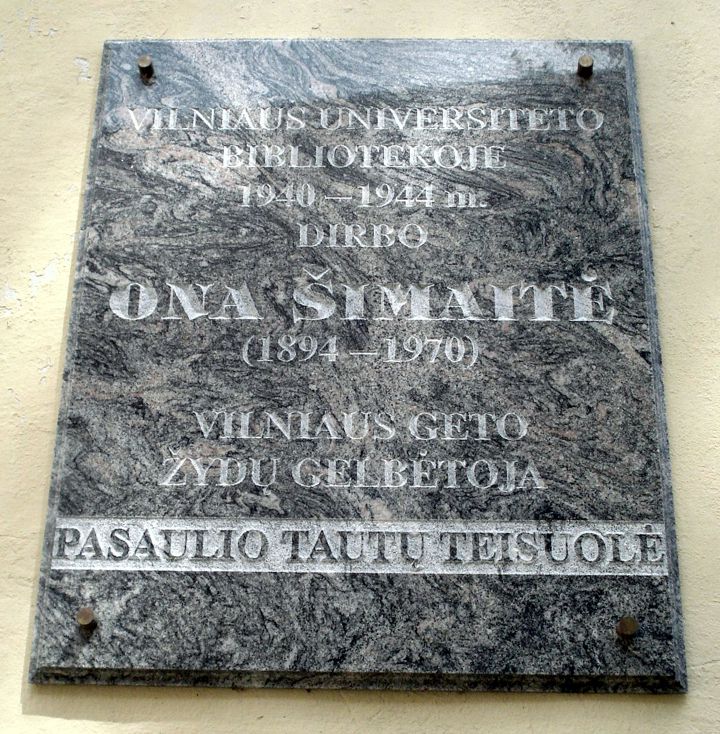 VILNIAUS UNIVERSITETO
BIBLIOTEKOJE
1940 – 1944 m.
DIRBO
ONA ŠIMAITĖ
(1894 – 1970)
VILNIAUS GETO
ŽYDŲ GELBĖTOJA
PASAULIO TAUTŲ TEISUOLĖ